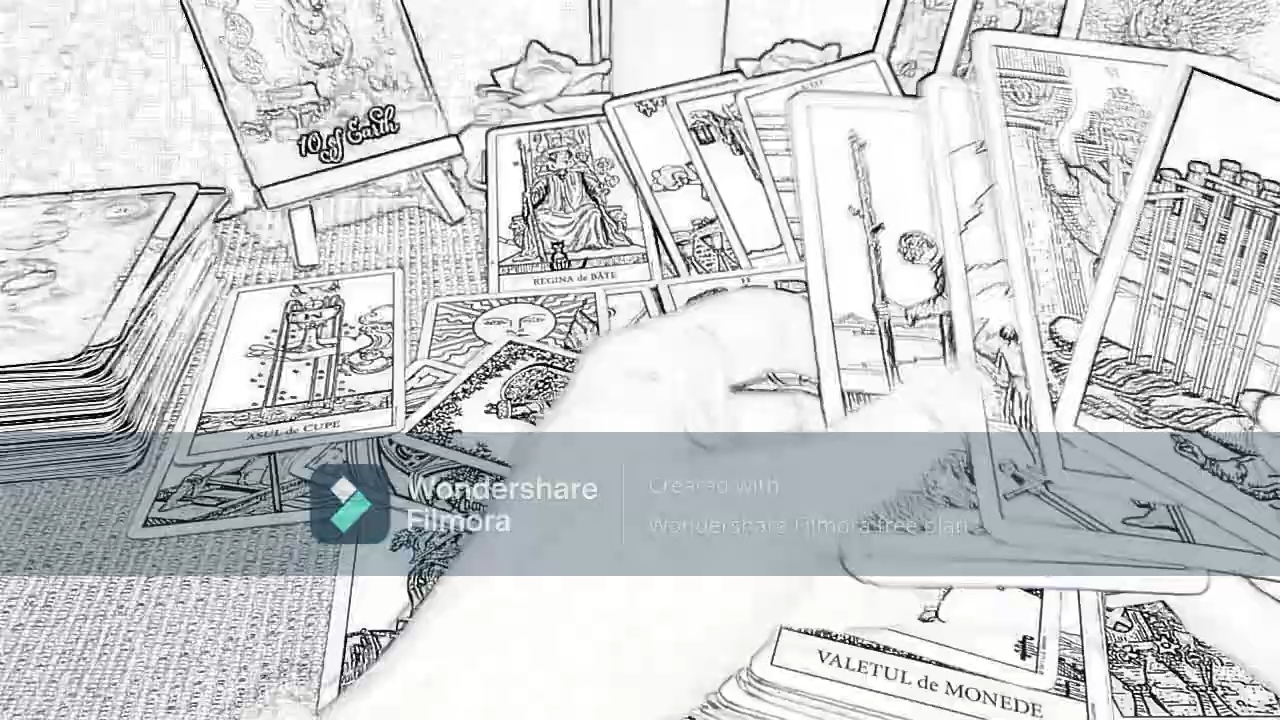 10 of Earth
REGINA de BÂTE
ASUL de CUPE
Wondershare
Filmora
Created with
Wondershare Filmora free plan
VALETUL de MONEDE